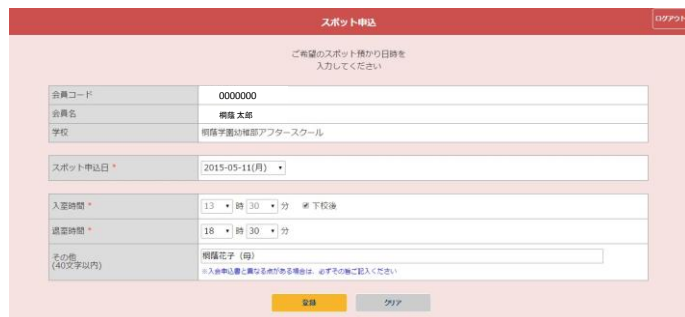 スポット申込
ログアウト
ご希望のスポット預かり日時を
入力してください
会員コード 0000000
会員名 桐蔭 太郎
学校 桐蔭学園幼稚部アフタースクール
スポット申込日 * 2015-05-11(月)
入室時間 * 13 時 30 分 下校後
退室時間 * 18 時 30 分
その他 桐蔭花子（母）
(40文字以内) ※入会申込書と異なる点がある場合は、必ずその旨ご記入ください
登録 クリア